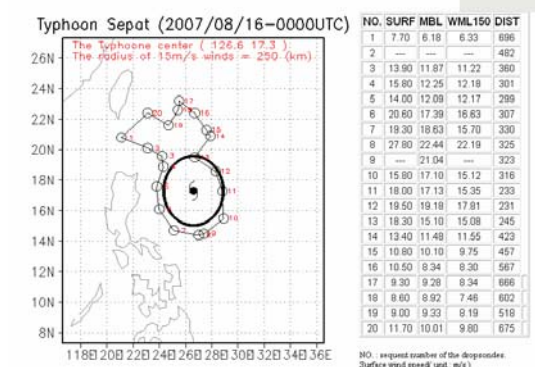 Typhoon Sepat (2007/08/16-0000UTC)
The Typhoone center ( 126.6 17.3 )
The radius of 15m/s winds = 250 (km)
26N
24N
22N
20N
18N
16N
14N
12N
10N
8N
118E 120E 122E 124E 126E 128E 130E 132E 134E 136E
NO. SURF MBL WML150 DIST
1 7.70 6.18 6.33 696
2 --- --- --- 482
3 13.90 11.87 11.22 360
4 15.80 12.25 12.18 301
5 14.00 12.09 12.17 299
6 20.60 17.39 16.63 307
7 19.30 18.63 15.70 330
8 27.80 22.44 22.19 325
9 --- 21.04 --- 323
10 15.80 17.10 15.12 316
11 18.00 17.13 15.35 233
12 19.50 19.18 17.81 231
13 18.30 15.10 15.08 245
14 13.40 11.48 11.55 423
15 10.80 10.10 9.75 457
16 10.50 8.34 8.30 567
17 9.30 9.28 8.34 666
18 8.60 8.92 7.46 602
19 9.00 9.33 8.19 518
20 11.70 10.01 9.80 675
NO. : sequent number of the dropsondes.
Surface wind speed( unit, m/s )